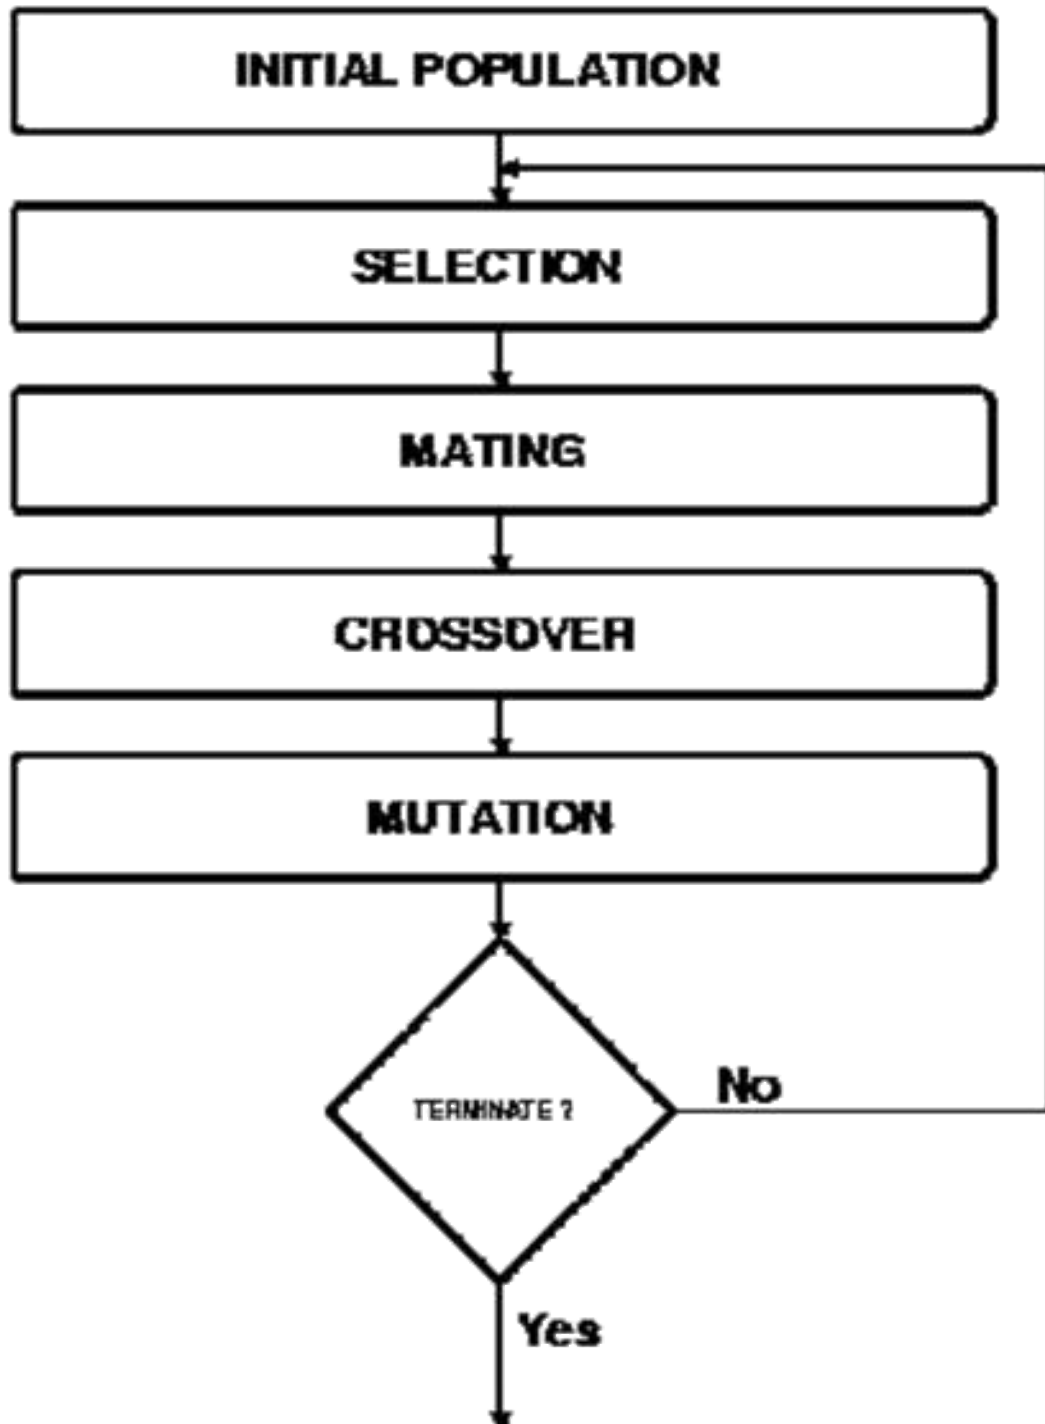 INITIAL POPULATION
SELECTION
MATING
CROSSOVER
MUTATION
TERMINATE ?
No
Yes